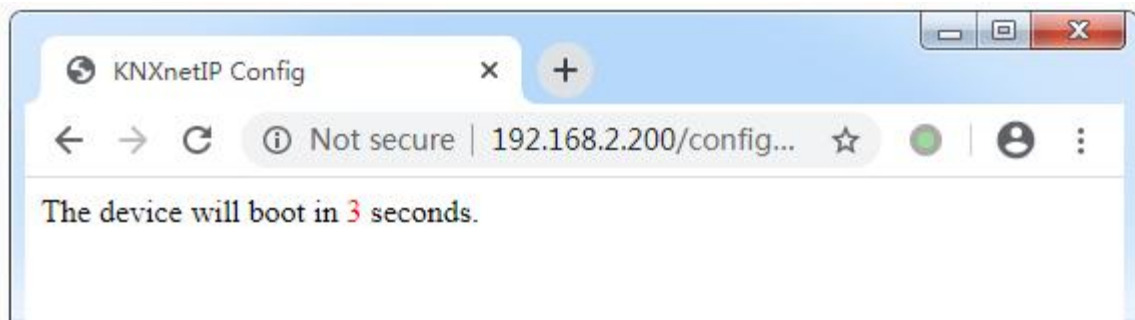 KNXnetIP Config
Not secure | 192.168.2.200/config...
The device will boot in 3 seconds.